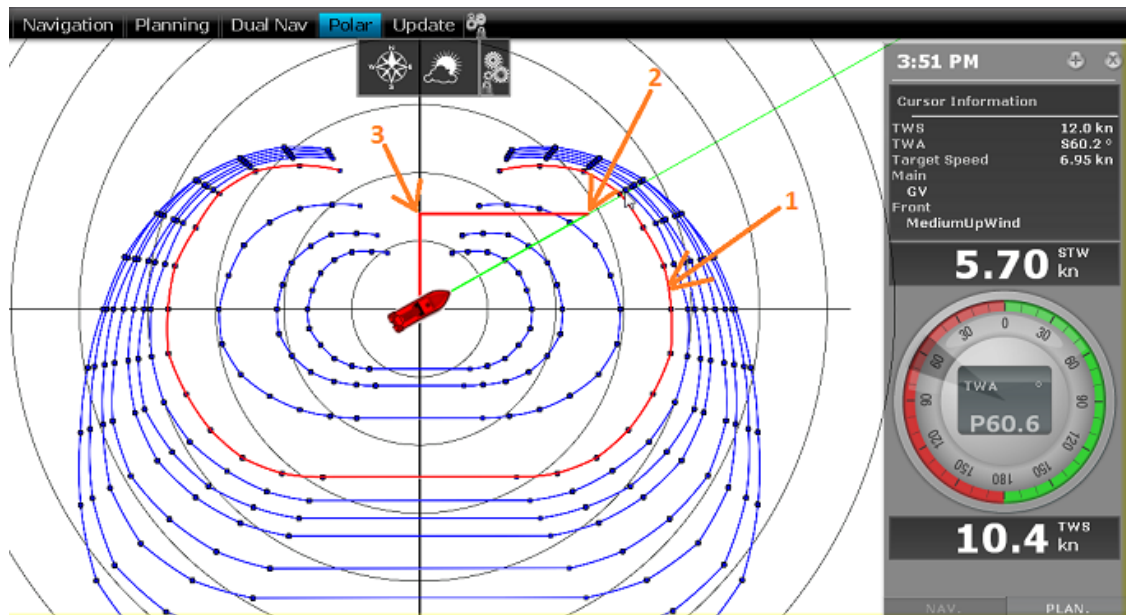 Navigation Planning Dual Nav Polar Update
3:51 PM
Cursor Information
TWS 12.0 kn
TWA S60.2 °
Target Speed 6.95 kn
Main
GV
Front
MediumUpWind
5.70 STW kn
0
30 30
60 60
90 90
120 120
150 150
180
TWA °
P60.6
10.4 TWS kn
NAV. PLAN.
N
W E
S
1
2
3